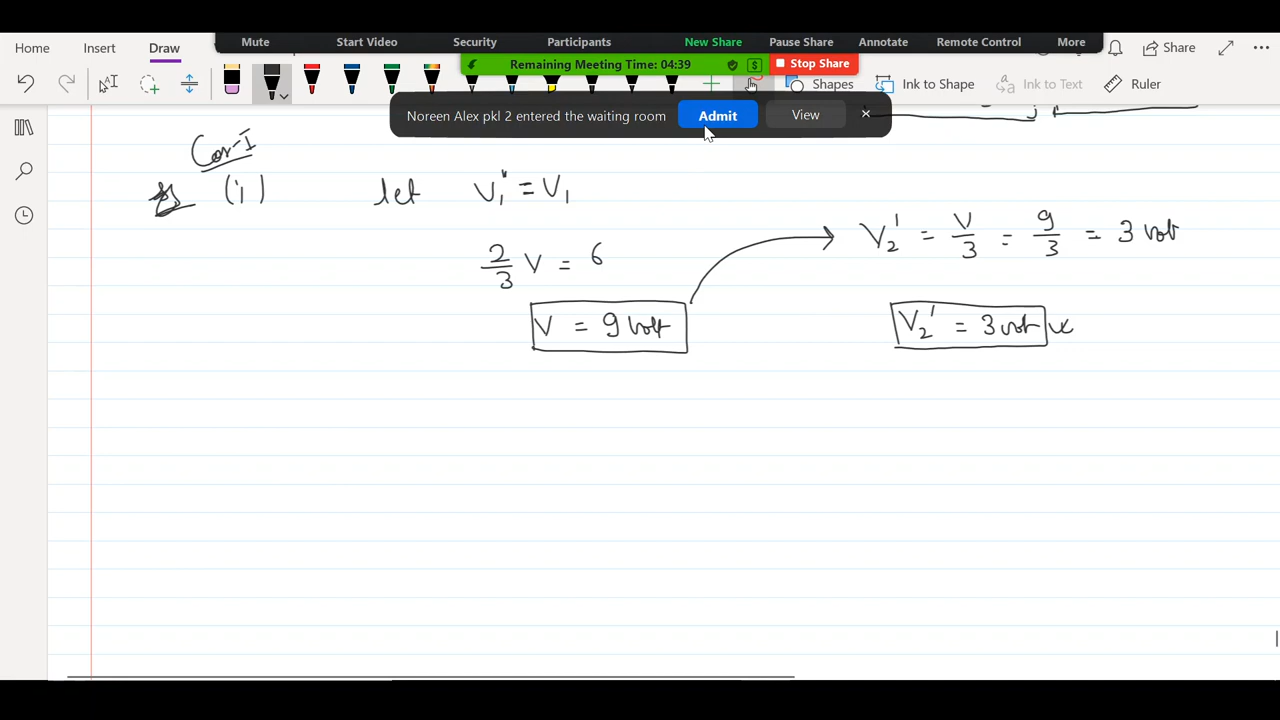 Mute Start Video Security Participants New Share Pause Share Annotate Remote Control More
Home Insert Draw Share
Remaining Meeting Time: 04:39 $ Stop Share
Shapes Ink to Shape Ink to Text Ruler
Noreen Alex pkl 2 entered the waiting room Admit View
(i) let V₁' = V₁
2/3 V = 6
V = 9 volt
V₂' = V/3 = 9/3 = 3 volt
V₂' = 3 volt